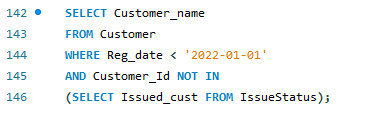 142 SELECT Customer_name
143 FROM Customer
144 WHERE Reg_date < '2022-01-01'
145 AND Customer_Id NOT IN
146 (SELECT Issued_cust FROM IssueStatus);